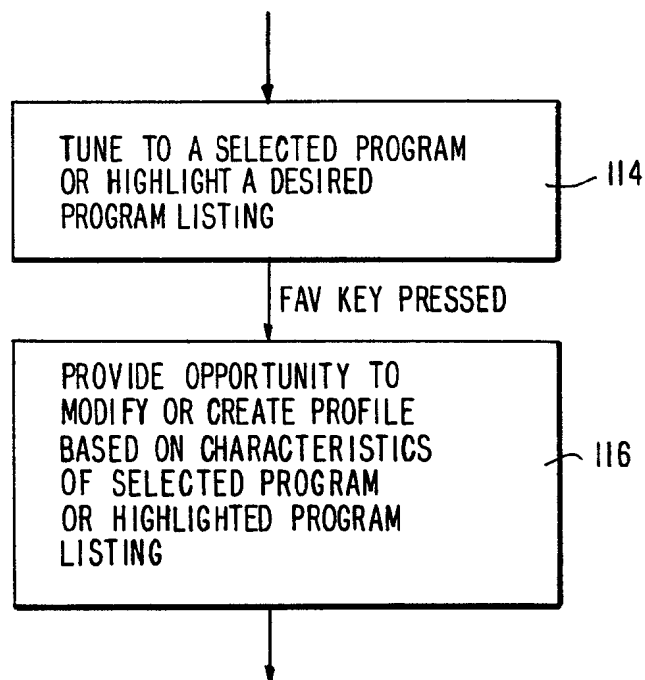 TUNE TO A SELECTED PROGRAM
OR HIGHLIGHT A DESIRED
PROGRAM LISTING
114
FAV KEY PRESSED
PROVIDE OPPORTUNITY TO
MODIFY OR CREATE PROFILE
BASED ON CHARACTERISTICS
OF SELECTED PROGRAM
OR HIGHLIGHTED PROGRAM
LISTING
116